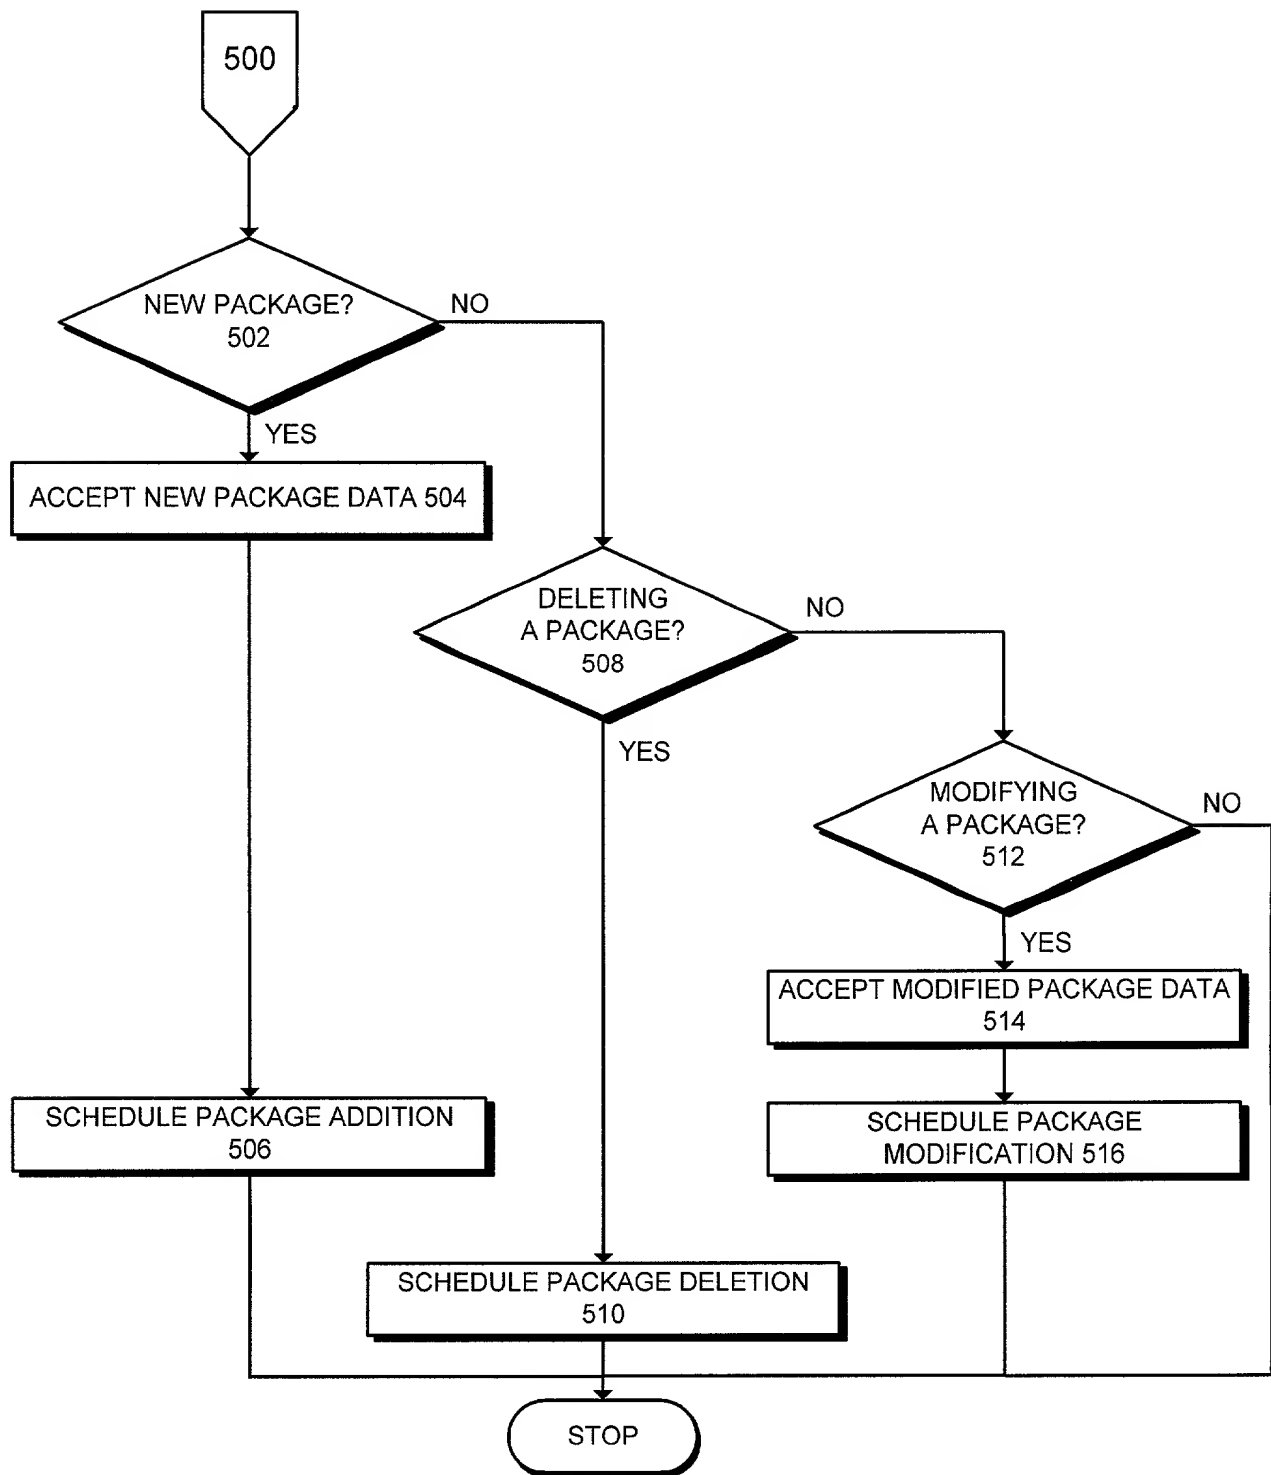 500
NEW PACKAGE?
502
NO
YES
ACCEPT NEW PACKAGE DATA 504
DELETING
A PACKAGE?
508
NO
YES
MODIFYING
A PACKAGE?
512
NO
YES
ACCEPT MODIFIED PACKAGE DATA
514
SCHEDULE PACKAGE ADDITION
506
SCHEDULE PACKAGE
MODIFICATION 516
SCHEDULE PACKAGE DELETION
510
STOP